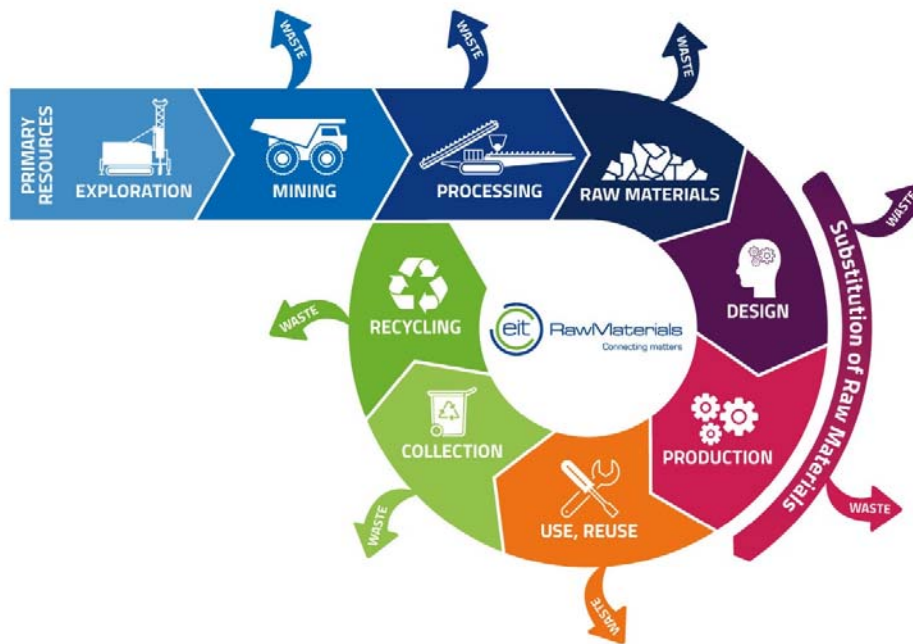 WASTE
WASTE
WASTE
PRIMARY
RESOURCES
EXPLORATION
MINING
PROCESSING
RAW MATERIALS
WASTE
DESIGN
Substitution of Raw Materials
PRODUCTION
WASTE
USE, REUSE
WASTE
COLLECTION
WASTE
RECYCLING
WASTE
eit RawMaterials
Connecting matters